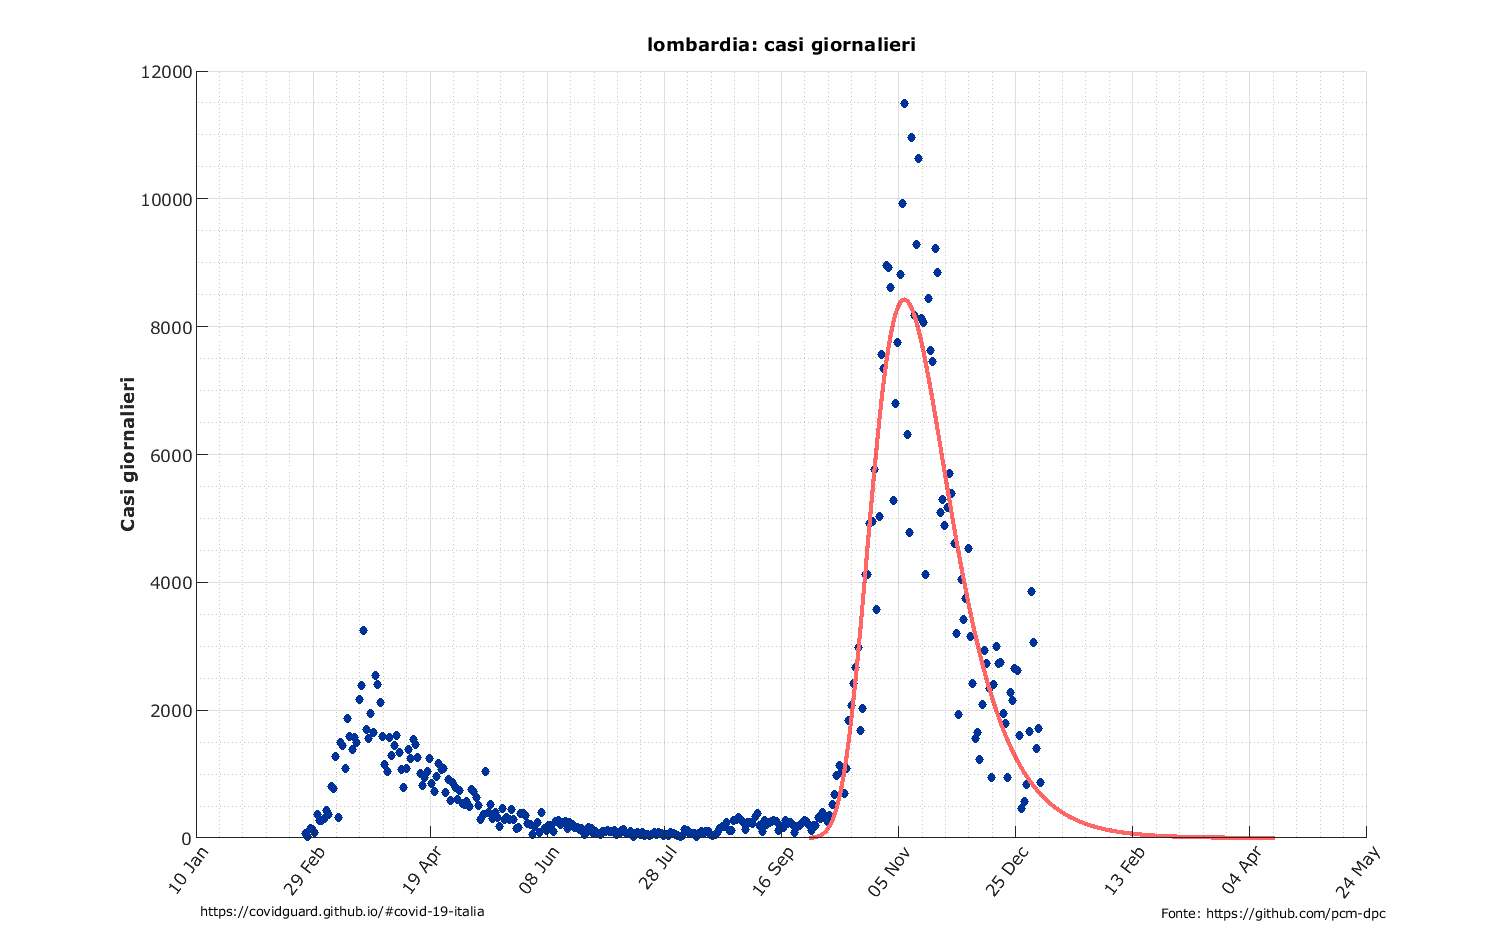 lombardia: casi giornalieri
12000
10000
8000
6000
4000
2000
0
Casi giornalieri
10 Jan
29 Feb
19 Apr
08 Jun
28 Jul
16 Sep
05 Nov
25 Dec
13 Feb
04 Apr
24 May
https://covidguard.github.io/#covid-19-italia
Fonte: https://github.com/pcm-dpc